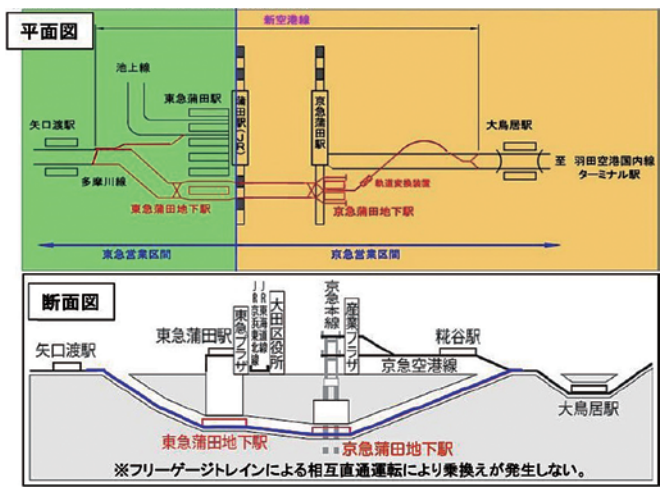 平面図
新空港線
池上線
東急蒲田駅
矢口渡駅
蒲田駅(JR)
京急蒲田駅
大鳥居駅
至 羽田空港国内線
ターミナル駅
多摩川線
軌道変換装置
東急蒲田地下駅
京急蒲田地下駅
東急営業区間
京急営業区間
断面図
矢口渡駅
東急蒲田駅
東急プラザ
JR京浜東北線
JR東海道線
大田区役所
京急本線
産業プラザ
糀谷駅
京急空港線
大鳥居駅
東急蒲田地下駅
京急蒲田地下駅
※フリーゲージトレインによる相互直通運転により乗換えが発生しない。